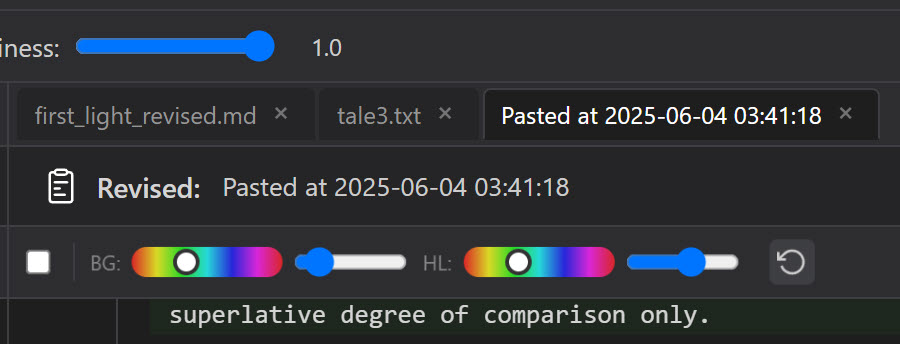 iness: 1.0
first_light_revised.md × tale3.txt × Pasted at 2025-06-04 03:41:18 ×
Revised: Pasted at 2025-06-04 03:41:18
BG: HL:
superlative degree of comparison only.